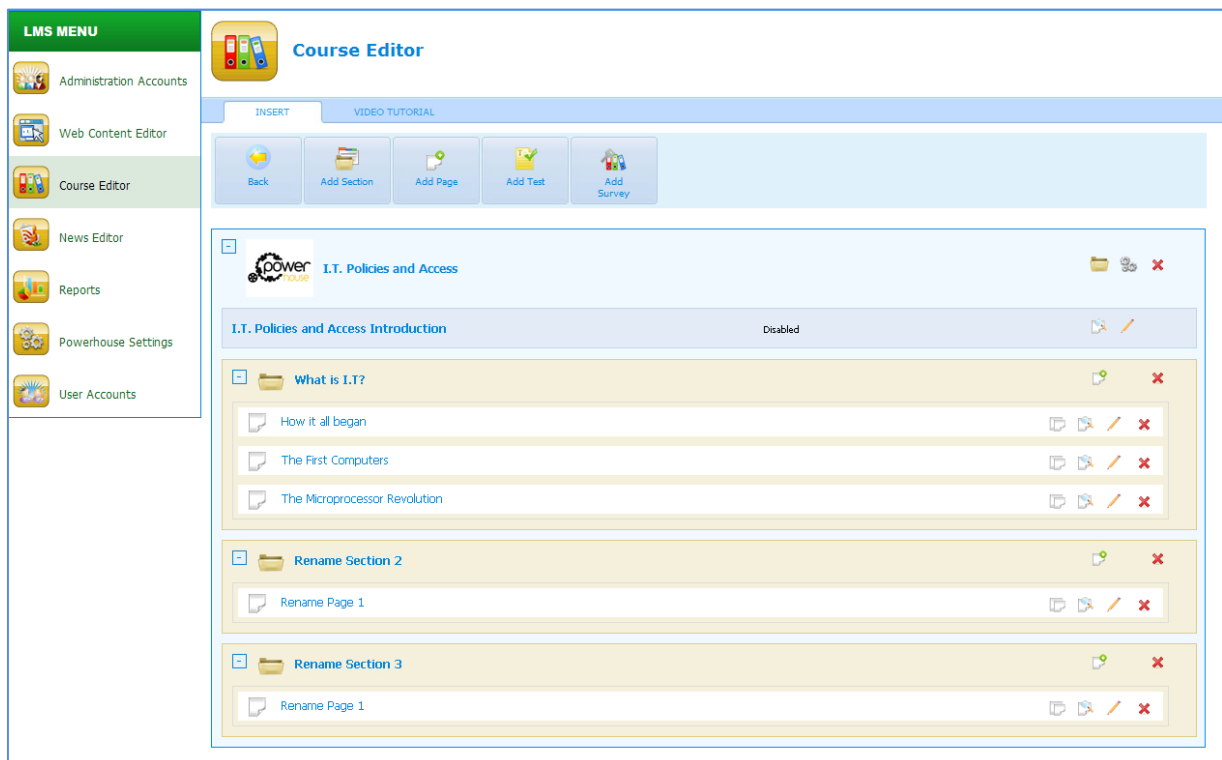 LMS MENU
Administration Accounts
Web Content Editor
Course Editor
News Editor
Reports
Powerhouse Settings
User Accounts
Course Editor
INSERT
VIDEO TUTORIAL
Back
Add Section
Add Page
Add Test
Add
Survey
power
house
I.T. Policies and Access
I.T. Policies and Access Introduction
Disabled
What is I.T?
How it all began
The First Computers
The Microprocessor Revolution
Rename Section 2
Rename Page 1
Rename Section 3
Rename Page 1